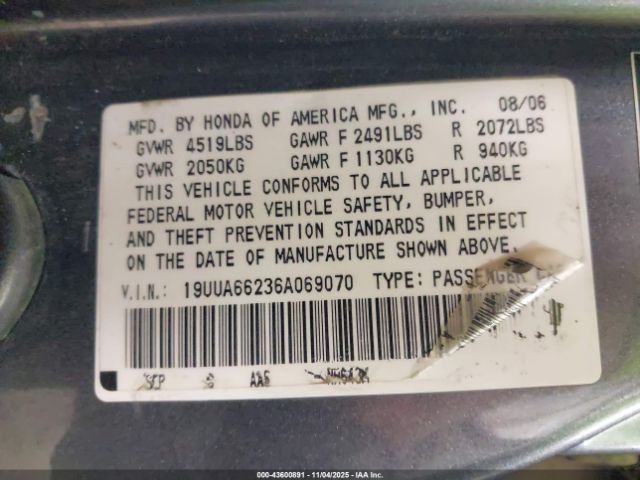 MFD. BY HONDA OF AMERICA MFG., INC. 08/06
GVWR 4519LBS GAWR F 2491LBS R 2072LBS
GVWR 2050KG GAWR F 1130KG R 940KG
THIS VEHICLE CONFORMS TO ALL APPLICABLE
FEDERAL MOTOR VEHICLE SAFETY, BUMPER,
AND THEFT PREVENTION STANDARDS IN EFFECT
ON THE DATE OF MANUFACTURE SHOWN ABOVE.
V.I.N.: 19UUA66236A069070 TYPE: PASSENGER
000-43600891 - 11/04/2025 - IAA Inc.